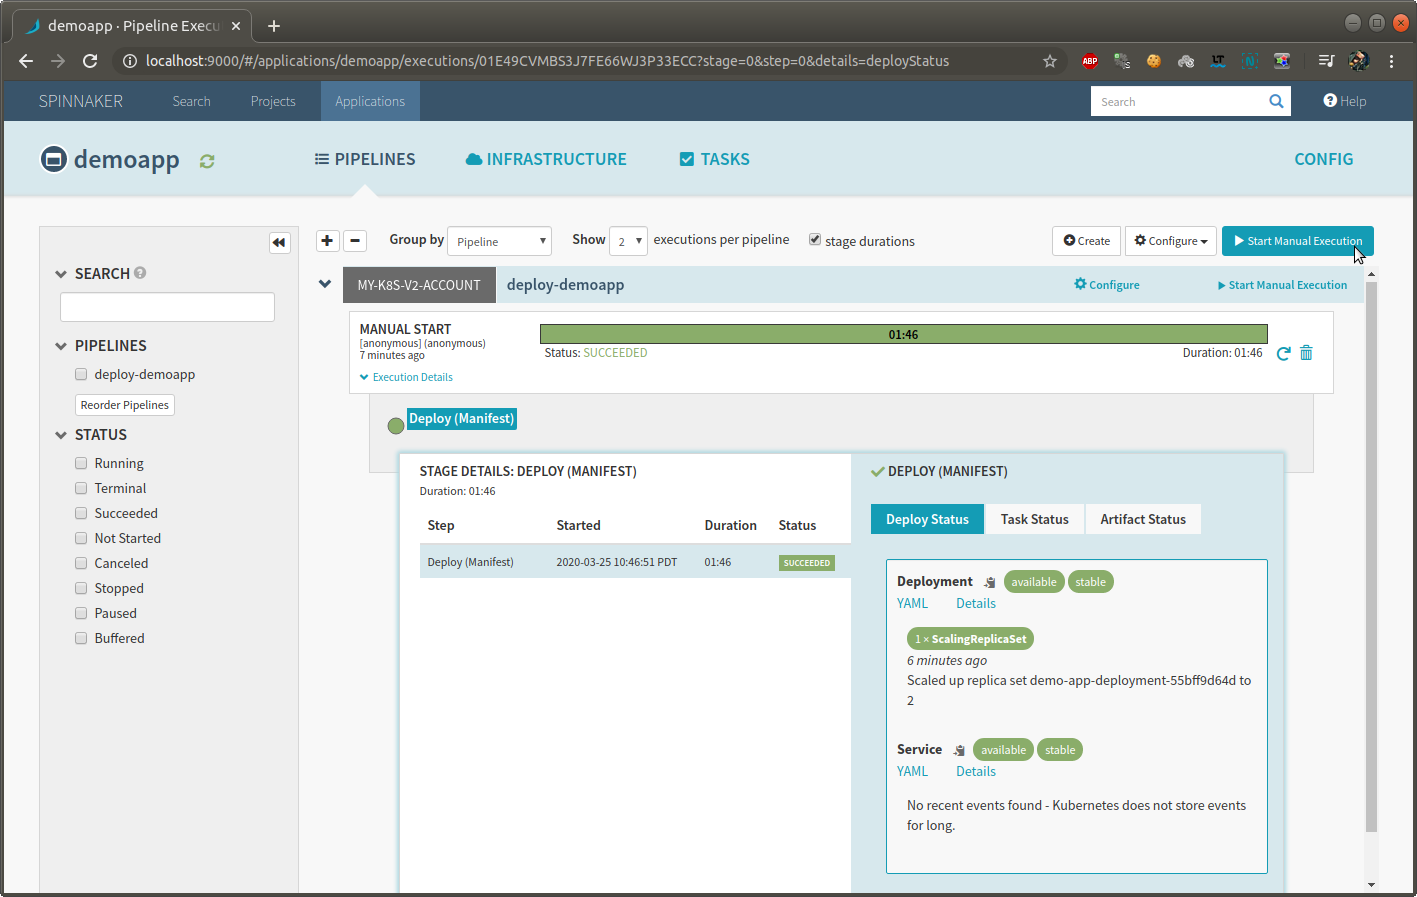 demoapp · Pipeline Execu
localhost:9000/#/applications/demoapp/executions/01E49CVMBS3J7FE66WJ3P33ECC?stage=0&step=0&details=deployStatus
ABP
LT
SPINNAKER Search Projects Applications Search Help
demoapp PIPELINES INFRASTRUCTURE TASKS CONFIG
Group by Pipeline Show 2 executions per pipeline stage durations Create Configure Start Manual Execution
SEARCH
PIPELINES
deploy-demoapp
Reorder Pipelines
STATUS
Running
Terminal
Succeeded
Not Started
Canceled
Stopped
Paused
Buffered
MY-K8S-V2-ACCOUNT deploy-demoapp Configure Start Manual Execution
MANUAL START
[anonymous] (anonymous)
7 minutes ago
01:46
Status: SUCCEEDED Duration: 01:46
Execution Details
Deploy (Manifest)
STAGE DETAILS: DEPLOY (MANIFEST)
Duration: 01:46
Step Started Duration Status
Deploy (Manifest) 2020-03-25 10:46:51 PDT 01:46 SUCCEEDED
DEPLOY (MANIFEST)
Deploy Status Task Status Artifact Status
Deployment available stable
YAML Details
1 × ScalingReplicaSet
6 minutes ago
Scaled up replica set demo-app-deployment-55bff9d64d to
2
Service available stable
YAML Details
No recent events found - Kubernetes does not store events
for long.